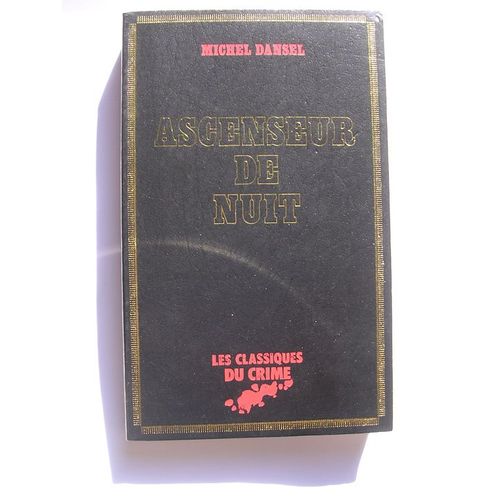 MICHEL DANSEL
ASCENSEUR
DE
NUIT
LES CLASSIQUES
DU CRIME